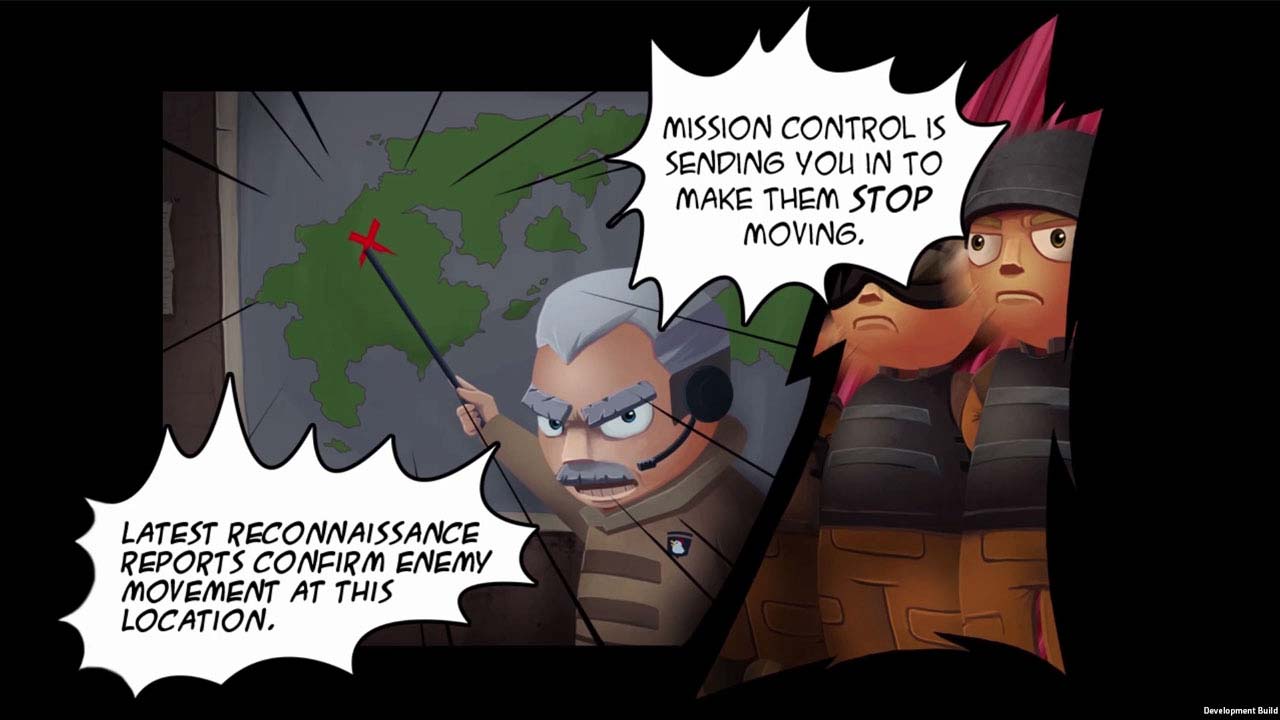 MISSION CONTROL IS
SENDING YOU IN TO
MAKE THEM STOP
MOVING.
LATEST RECONNAISSANCE
REPORTS CONFIRM ENEMY
MOVEMENT AT THIS
LOCATION.
Development Build